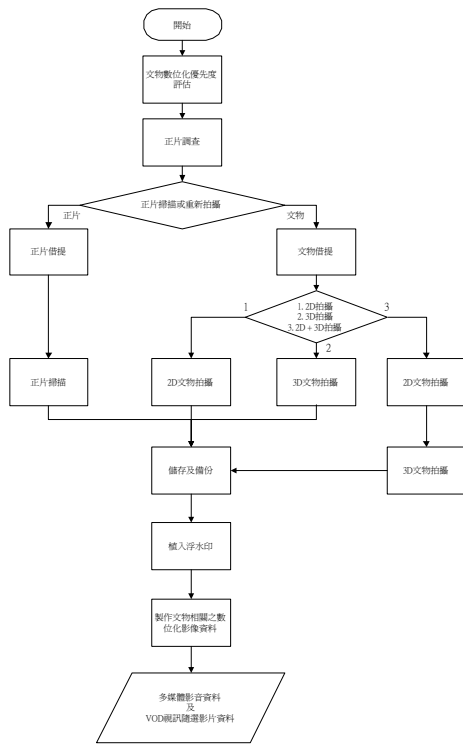 開始
文物數位化優先度
評估
正片調查
正片掃描或重新拍攝
正片
文物
正片借提
文物借提
1
1. 2D拍攝
2. 3D拍攝
3. 2D + 3D拍攝
3
2
正片掃描
2D文物拍攝
3D文物拍攝
2D文物拍攝
儲存及備份
3D文物拍攝
植入浮水印
製作文物相關之數
位化影像資料
多媒體影音資料
及
VOD視訊隨選影片資料